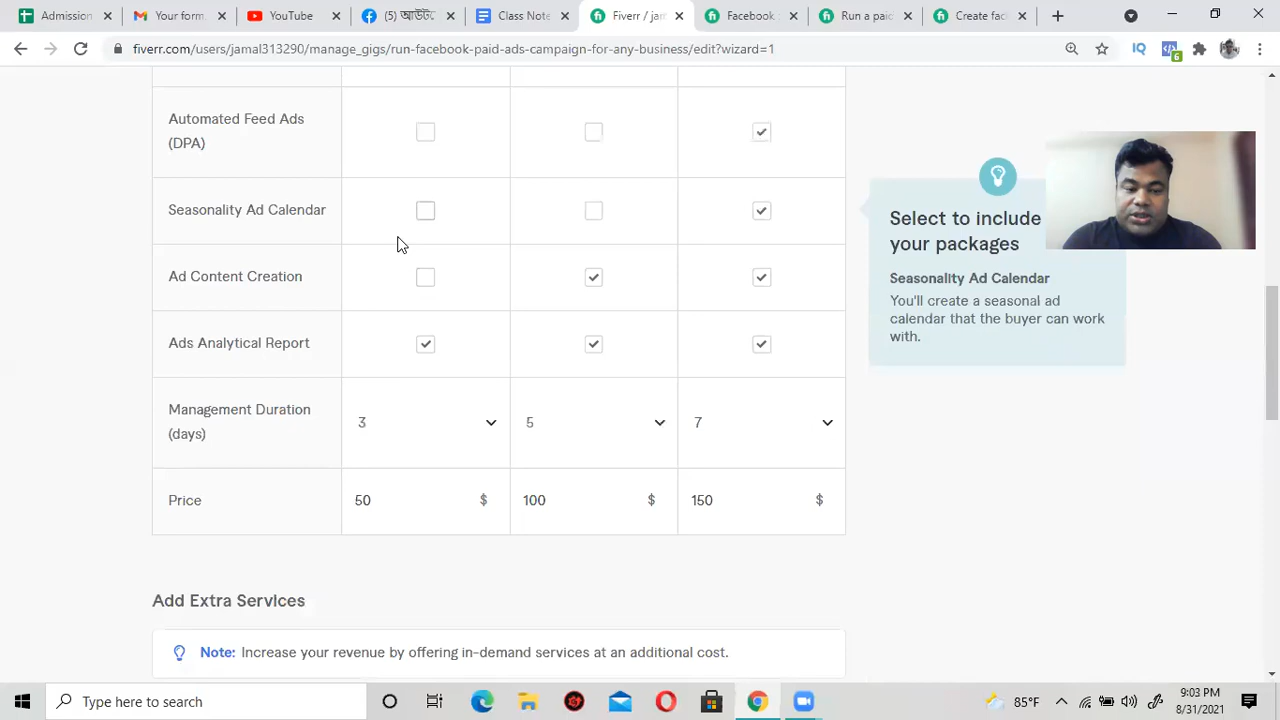 Admission
Your form
YouTube
(5)
Class Note
Fiverr / jam
Facebook
Run a paid
Create fac
fiverr.com/users/jamal313290/manage_gigs/run-facebook-paid-ads-campaign-for-any-business/edit?wizard=1
IQ
6
Automated Feed Ads
(DPA)
Seasonality Ad Calendar
Ad Content Creation
Ads Analytical Report
Management Duration
(days)
3
5
7
Price
50 $
100 $
150 $
Select to include
your packages
Seasonality Ad Calendar
You'll create a seasonal ad
calendar that the buyer can work
with.
Add Extra Services
Note: Increase your revenue by offering in-demand services at an additional cost.
Type here to search
85°F
9:03 PM
8/31/2021